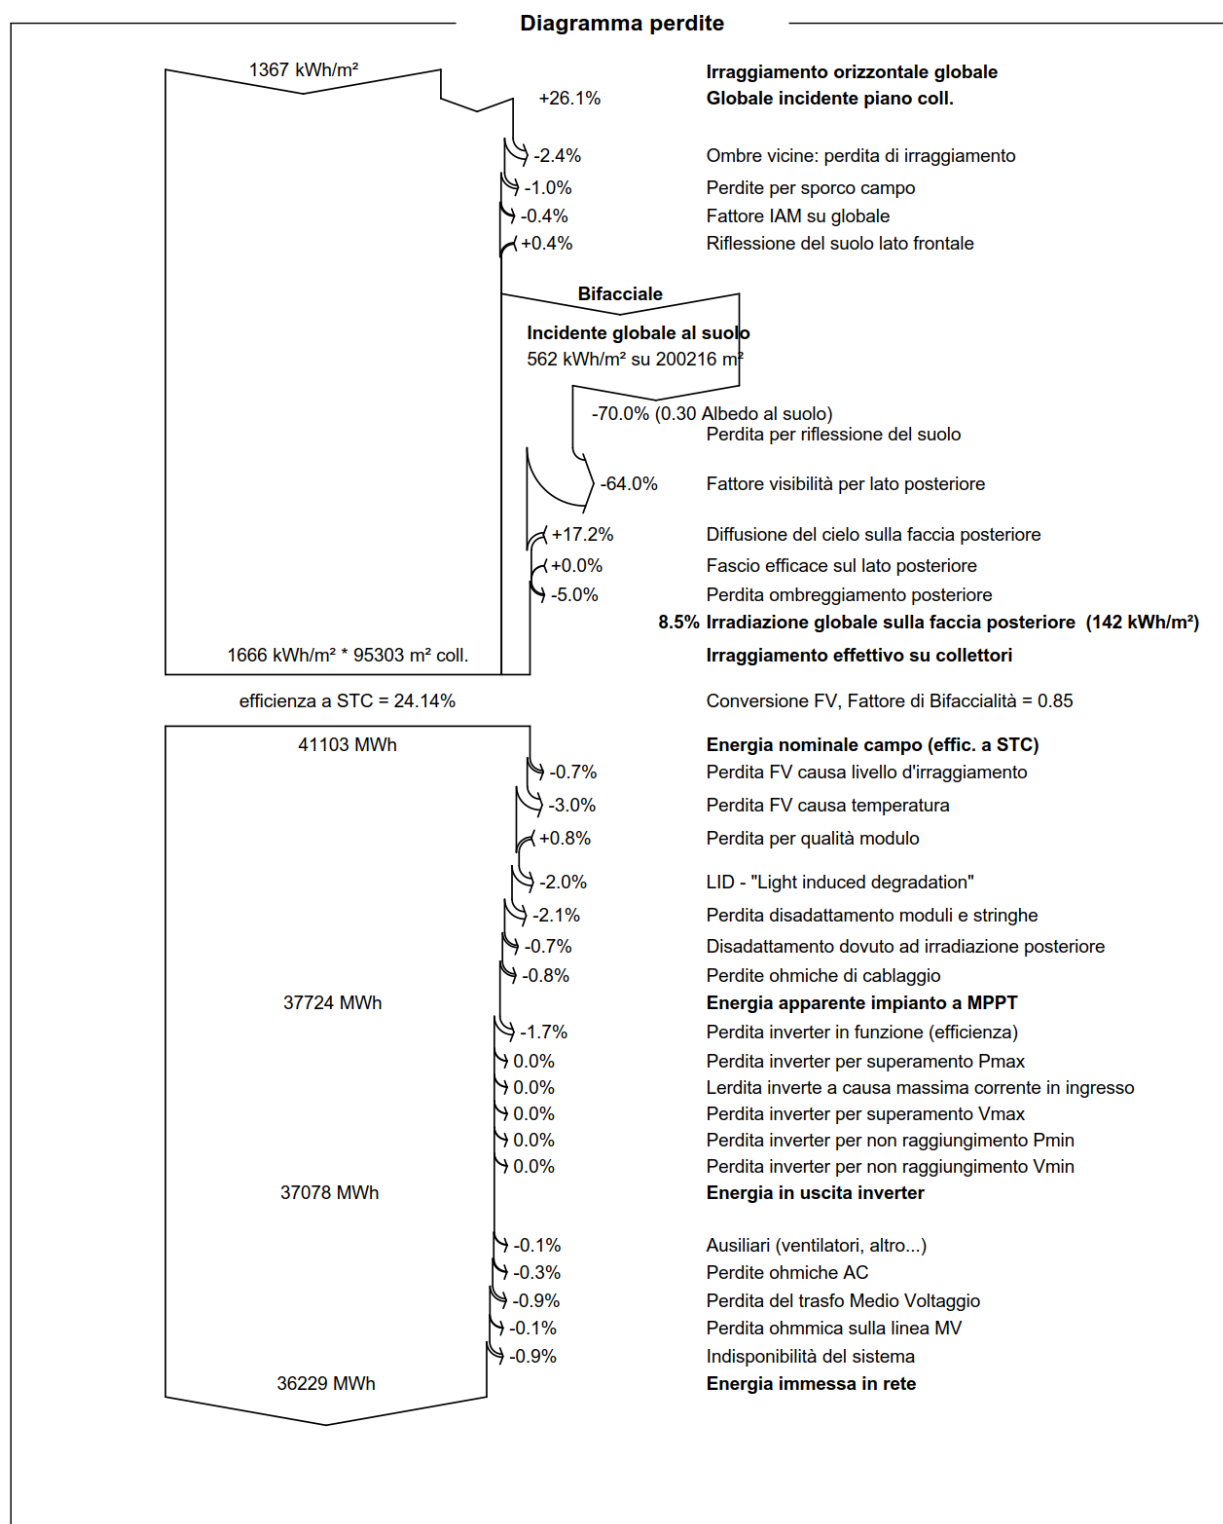 Diagramma perdite
1367 kWh/m²
Irraggiamento orizzontale globale
+26.1% Globale incidente piano coll.
-2.4% Ombre vicine: perdita di irraggiamento
-1.0% Perdite per sporco campo
-0.4% Fattore IAM su globale
+0.4% Riflessione del suolo lato frontale
Bifacciale
Incidente globale al suolo
562 kWh/m² su 200216 m²
-70.0% (0.30 Albedo al suolo)
Perdita per riflessione del suolo
-64.0% Fattore visibilità per lato posteriore
+17.2% Diffusione del cielo sulla faccia posteriore
+0.0% Fascio efficace sul lato posteriore
-5.0% Perdita ombreggiamento posteriore
8.5% Irradiazione globale sulla faccia posteriore (142 kWh/m²)
1666 kWh/m² * 95303 m² coll. Irraggiamento effettivo su collettori
efficienza a STC = 24.14% Conversione FV, Fattore di Bifaccialità = 0.85
41103 MWh Energia nominale campo (effic. a STC)
-0.7% Perdita FV causa livello d'irraggiamento
-3.0% Perdita FV causa temperatura
+0.8% Perdita per qualità modulo
-2.0% LID - "Light induced degradation"
-2.1% Perdita disadattamento moduli e stringhe
-0.7% Disadattamento dovuto ad irradiazione posteriore
-0.8% Perdite ohmiche di cablaggio
37724 MWh Energia apparente impianto a MPPT
-1.7% Perdita inverter in funzione (efficienza)
0.0% Perdita inverter per superamento Pmax
0.0% Lerdita inverte a causa massima corrente in ingresso
0.0% Perdita inverter per superamento Vmax
0.0% Perdita inverter per non raggiungimento Pmin
0.0% Perdita inverter per non raggiungimento Vmin
37078 MWh Energia in uscita inverter
-0.1% Ausiliari (ventilatori, altro...)
-0.3% Perdite ohmiche AC
-0.9% Perdita del trasfo Medio Voltaggio
-0.1% Perdita ohmmica sulla linea MV
-0.9% Indisponibilità del sistema
36229 MWh Energia immessa in rete